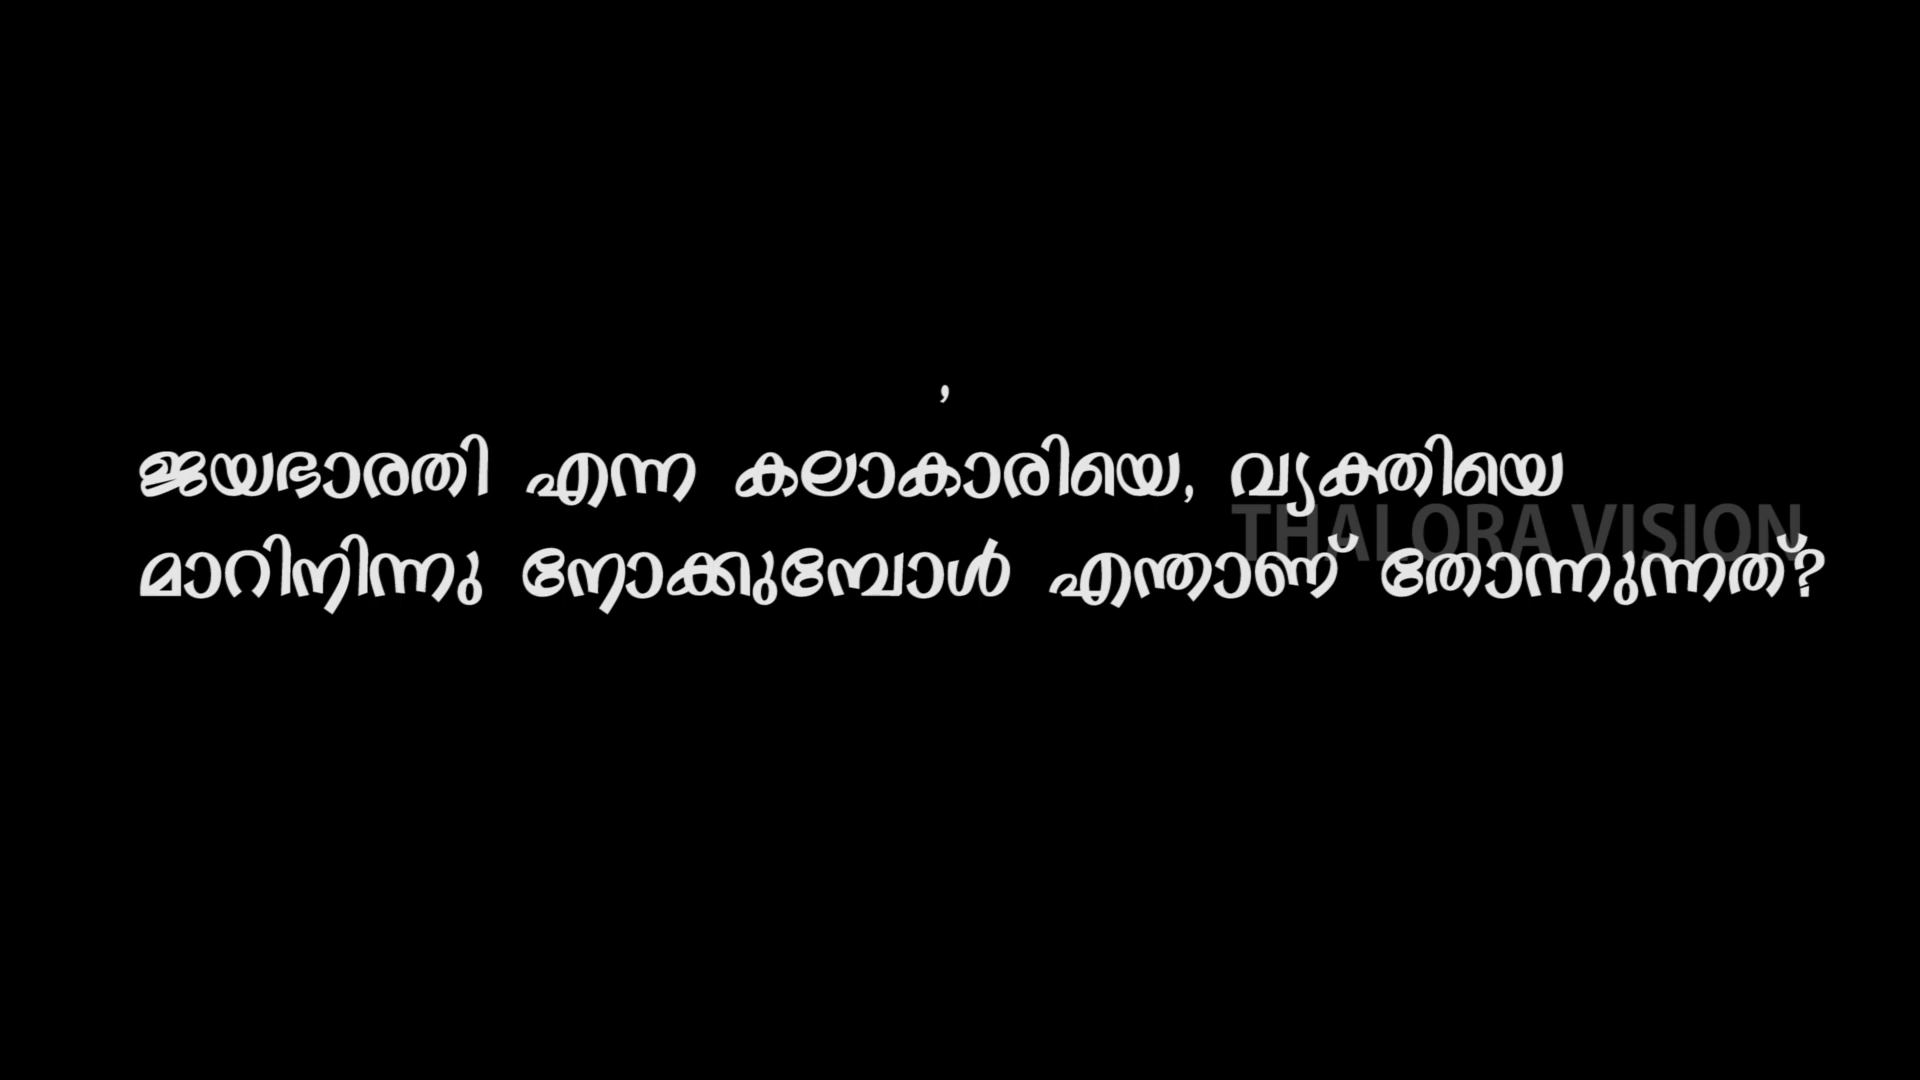 ,
ജയഭാരതി എന്ന കലാകാരിയെ, വ്യക്തിയെ
THALORA VISION
മാറിനിന്നു നോക്കുമ്പോൾ എന്താണ് തോന്നുന്നത്?